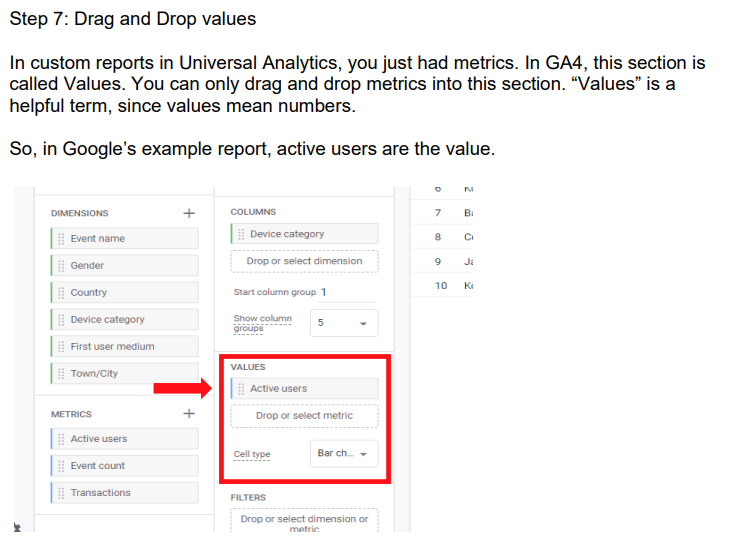 Step 7: Drag and Drop values
In custom reports in Universal Analytics, you just had metrics. In GA4, this section is
called Values. You can only drag and drop metrics into this section. “Values” is a
helpful term, since values mean numbers.
So, in Google’s example report, active users are the value.
DIMENSIONS
Event name
Gender
Country
Device category
First user medium
Town/City
METRICS
Active users
Event count
Transactions
COLUMNS
Device category
Drop or select dimension
Start column group 1
Show column
groups
5
VALUES
Active users
Drop or select metric
Cell type
Bar ch...
FILTERS
Drop or select dimension or
metric
6
7
8
9
10